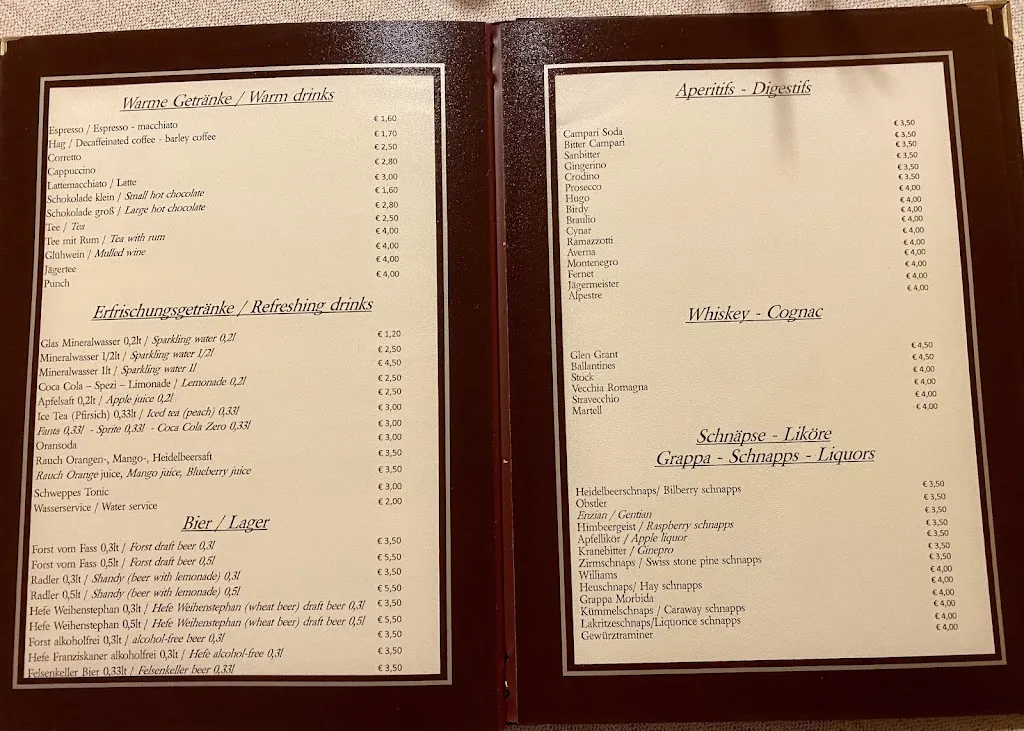 Warme Getränke / Warm drinks
Espresso / Espresso - macchiato € 1,60
Hag / Decaffeinated coffee - barley coffee € 1,70
Corretto € 2,50
Cappuccino € 2,80
Lattemacchiato / Latte € 3,00
Schokolade klein / Small hot chocolate € 1,60
Schokolade groß / Large hot chocolate € 2,80
Tee / Tea € 2,50
Tee mit Rum / Tea with rum € 4,00
Glühwein / Mulled wine € 4,00
Jägertee € 4,00
Punch € 4,00
Erfrischungsgetränke / Refreshing drinks
Glas Mineralwasser 0,2lt / Sparkling water 0,2l € 1,20
Mineralwasser 1/2lt / Sparkling water 1/2l € 2,50
Mineralwasser 1lt / Sparkling water 1l € 4,50
Coca Cola – Spezi – Limonade / Lemonade 0,2l € 2,50
Apfelsaft 0,2lt / Apple juice 0,2l € 2,50
Ice Tea (Pfirsich) 0,33lt / Iced tea (peach) 0,33l € 3,00
Fanta 0,33l - Sprite 0,33l - Coca Cola Zero 0,33l € 3,00
Oransoda € 3,00
Rauch Orangen-, Mango-, Heidelbeersaft € 3,50
Rauch Orange juice, Mango juice, Blueberry juice € 3,50
Schweppes Tonic € 3,00
Wasserservice / Water service € 2,00
Bier / Lager
Forst vom Fass 0,3lt / Forst draft beer 0,3l € 3,50
Forst vom Fass 0,5lt / Forst draft beer 0,5l € 5,50
Radler 0,3lt / Shandy (beer with lemonade) 0,3l € 3,50
Radler 0,5lt / Shandy (beer with lemonade) 0,5l € 5,50
Hefe Weihenstephan 0,3lt / Hefe Weihenstephan (wheat beer) draft beer 0,3l € 3,50
Hefe Weihenstephan 0,5lt / Hefe Weihenstephan (wheat beer) draft beer 0,5l € 5,50
Forst alkoholfrei 0,3lt / alcohol-free beer 0,3l € 3,50
Hefe Franziskaner alkoholfrei 0,3lt / Hefe alcohol-free 0,3l € 3,50
Felsenkeller Bier 0,33lt / Felsenkeller beer 0,33l € 3,50
Aperitifs - Digestifs
Campari Soda € 3,50
Bitter Campari € 3,50
Sanbitter € 3,50
Gingerino € 3,50
Crodino € 3,50
Prosecco € 3,50
Hugo € 4,00
Birdy € 4,00
Braulio € 4,00
Cynar € 4,00
Ramazzotti € 4,00
Averna € 4,00
Montenegro € 4,00
Fernet € 4,00
Jägermeister € 4,00
Alpestre € 4,00
Whiskey - Cognac
Glen Grant € 4,50
Ballantines € 4,50
Stock € 4,00
Vecchia Romagna € 4,00
Stravecchio € 4,00
Martell € 4,00
Schnäpse - Liköre
Grappa - Schnapps - Liquors
Heidelbeerschnaps/ Bilberry schnapps € 3,50
Obstler € 3,50
Enzian / Gentian € 3,50
Himbeergeist / Raspberry schnapps € 3,50
Apfellikör / Apple liquor € 3,50
Kranebitter / Ginepro € 3,50
Zirmschnaps / Swiss stone pine schnapps € 3,50
Williams € 4,00
Heuschnaps/ Hay schnapps € 4,00
Grappa Morbida € 4,00
Kümmelschnaps / Caraway schnapps € 4,00
Lakritzeschnaps/Liquorice schnapps € 4,00
Gewürztraminer € 4,00